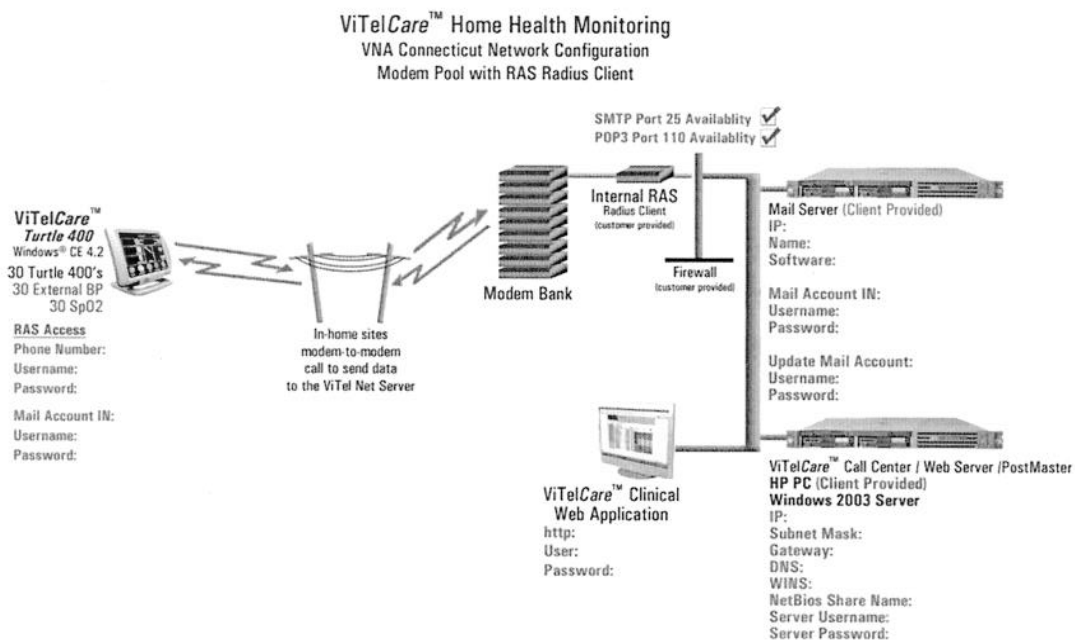 ViTelCare™ Home Health Monitoring
VNA Connecticut Network Configuration
Modem Pool with RAS Radius Client
SMTP Port 25 Availablity
POP3 Port 110 Availablity
ViTelCare™
Turtle 400
Windows® CE 4.2
30 Turtle 400's
30 External BP
30 SpO2
RAS Access
Phone Number:
Username:
Password:
Mail Account IN:
Username:
Password:
In-home sites
modem-to-modem
call to send data
to the ViTel Net Server
Modem Bank
Internal RAS
Radius Client
(customer provided)
Firewall
(customer provided)
Mail Server (Client Provided)
IP:
Name:
Software:
Mail Account IN:
Username:
Password:
Update Mail Account:
Username:
Password:
ViTelCare™ Clinical
Web Application
http:
User:
Password:
ViTelCare™ Call Center / Web Server /PostMaster
HP PC (Client Provided)
Windows 2003 Server
IP:
Subnet Mask:
Gateway:
DNS:
WINS:
NetBios Share Name:
Server Username:
Server Password: